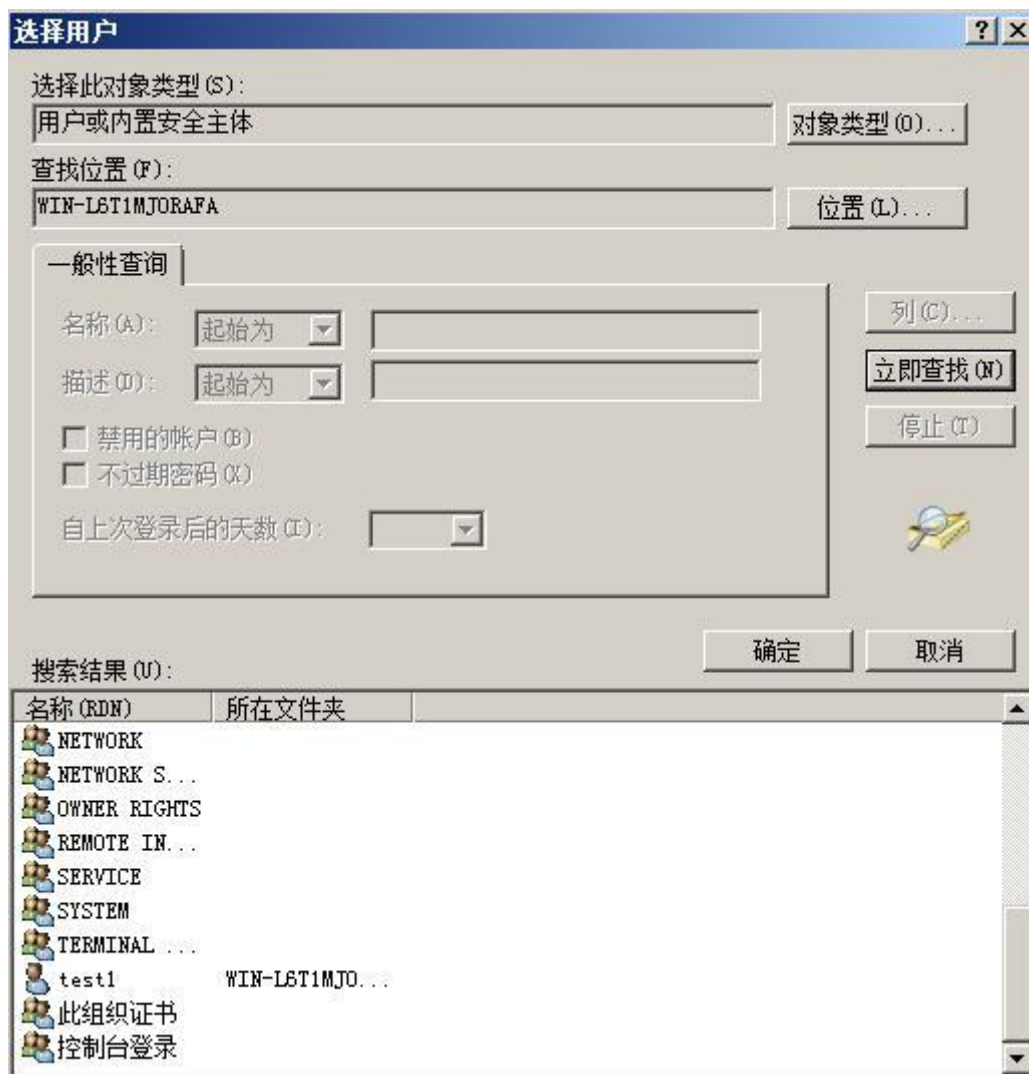 选择用户
选择此对象类型(S):
用户或内置安全主体
对象类型(O)...
查找位置(F):
WIN-L6T1MJORAFA
位置(L)...
一般性查询
名称(A): 起始为
列(C)...
描述(D): 起始为
立即查找(N)
禁用的帐户(B)
停止(T)
不过期密码(X)
自上次登录后的天数(I):
确定 取消
搜索结果(U):
名称(RDN) 所在文件夹
NETWORK
NETWORK S...
OWNER RIGHTS
REMOTE IN...
SERVICE
SYSTEM
TERMINAL ...
test1 WIN-L6T1MJO...
此组织证书
控制台登录